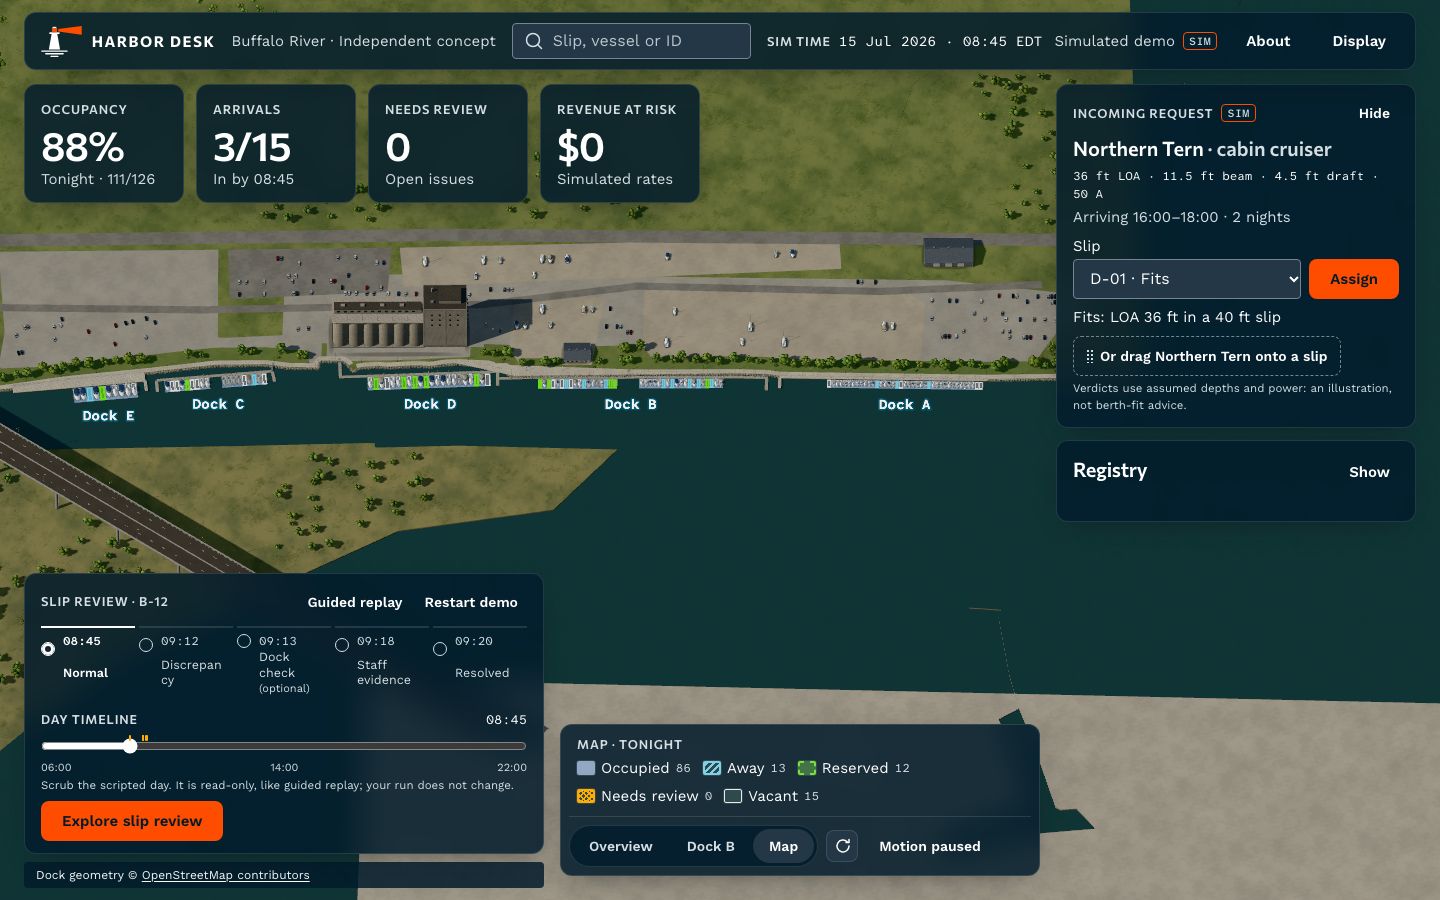 HARBOR DESK
Buffalo River · Independent concept
Slip, vessel or ID
SIM TIME 15 Jul 2026 · 08:45 EDT
Simulated demo SIM
About
Display
OCCUPANCY
88%
Tonight · 111/126
ARRIVALS
3/15
In by 08:45
NEEDS REVIEW
0
Open issues
REVENUE AT RISK
$0
Simulated rates
INCOMING REQUEST SIM
Hide
Northern Tern · cabin cruiser
36 ft LOA · 11.5 ft beam · 4.5 ft draft ·
50 A
Arriving 16:00–18:00 · 2 nights
Slip
D-01 · Fits
Assign
Fits: LOA 36 ft in a 40 ft slip
Or drag Northern Tern onto a slip
Verdicts use assumed depths and power: an illustration,
not berth-fit advice.
Registry
Show
Dock E
Dock C
Dock D
Dock B
Dock A
SLIP REVIEW · B-12
Guided replay
Restart demo
08:45
Normal
09:12
Discrepan
cy
09:13
Dock
check
(optional)
09:18
Staff
evidence
09:20
Resolved
DAY TIMELINE
08:45
06:00
14:00
22:00
Scrub the scripted day. It is read-only, like guided replay; your run does not change.
Explore slip review
Dock geometry © OpenStreetMap contributors
MAP · TONIGHT
Occupied 86
Away 13
Reserved 12
Needs review 0
Vacant 15
Overview
Dock B
Map
Motion paused